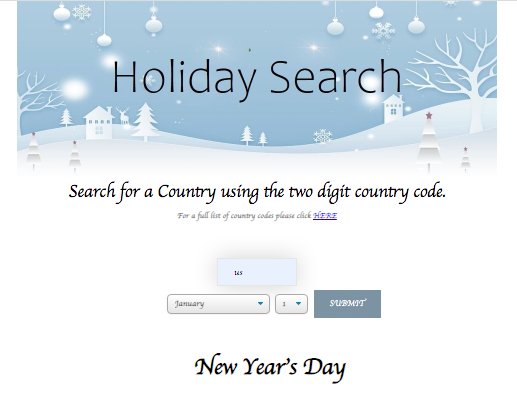 Holiday Search
Search for a Country using the two digit country code.
For a full list of country codes please click HERE
us
January 1 SUBMIT
New Year's Day